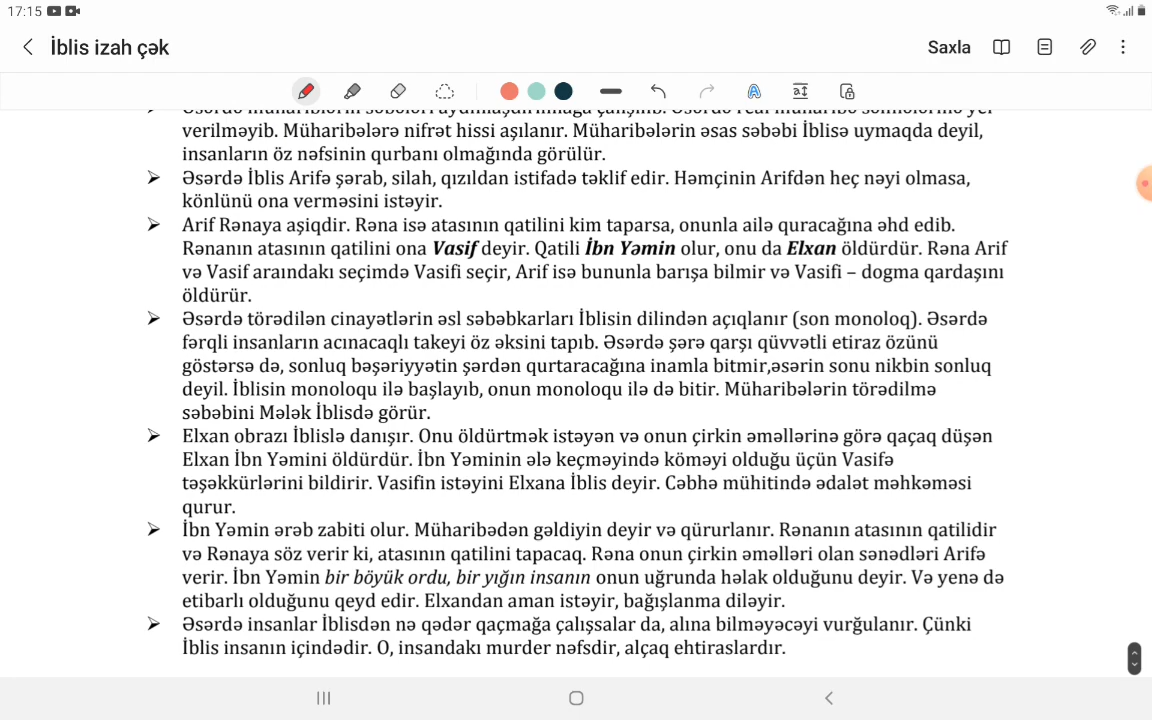 17:15
İblis izah çək
Saxla
verilməyib. Müharibələrə nifrət hissi aşılanır. Müharibələrin əsas səbəbi İblisə uymaqda deyil,
insanların öz nəfsinin qurbanı olmağında görülür.
➢ Əsərdə İblis Arifə şərab, silah, qızıldan istifadə təklif edir. Həmçinin Arifdən heç nəyi olmasa,
könlünü ona verməsini istəyir.
➢ Arif Rənaya aşiqdir. Rəna isə atasının qatilini kim taparsa, onunla ailə quracağına əhd edib.
Rənanın atasının qatilini ona Vasif deyir. Qatili İbn Yəmin olur, onu da Elxan öldürdür. Rəna Arif
və Vasif araındakı seçimdə Vasifi seçir, Arif isə bununla barışa bilmir və Vasifi – dogma qardaşını
öldürür.
➢ Əsərdə törədilən cinayətlərin əsl səbəbkarları İblisin dilindən açıqlanır (son monoloq). Əsərdə
fərqli insanların acınacaqlı takeyi öz əksini tapıb. Əsərdə şərə qarşı qüvvətli etiraz özünü
göstərsə də, sonluq bəşəriyyətin şərdən qurtaracağına inamla bitmir,əsərin sonu nikbin sonluq
deyil. İblisin monoloqu ilə başlayıb, onun monoloqu ilə də bitir. Müharibələrin törədilmə
səbəbini Mələk İblisdə görür.
➢ Elxan obrazı İblislə danışır. Onu öldürtmək istəyən və onun çirkin əməllərinə görə qaçaq düşən
Elxan İbn Yəmini öldürdür. İbn Yəminin ələ keçməyində köməyi olduğu üçün Vasifə
təşəkkürlərini bildirir. Vasifin istəyini Elxana İblis deyir. Cəbhə mühitində ədalət məhkəməsi
qurur.
➢ İbn Yəmin ərəb zabiti olur. Müharibədən gəldiyin deyir və qürurlanır. Rənanın atasının qatilidir
və Rənaya söz verir ki, atasının qatilini tapacaq. Rəna onun çirkin əməlləri olan sənədləri Arifə
verir. İbn Yəmin bir böyük ordu, bir yığın insanın onun uğrunda həlak olduğunu deyir. Və yenə də
etibarlı olduğunu qeyd edir. Elxandan aman istəyir, bağışlanma diləyir.
➢ Əsərdə insanlar İblisdən nə qədər qaçmağa çalışsalar da, alına bilməyəcəyi vurğulanır. Çünki
İblis insanın içindədir. O, insandakı murder nəfsdir, alçaq ehtiraslardır.